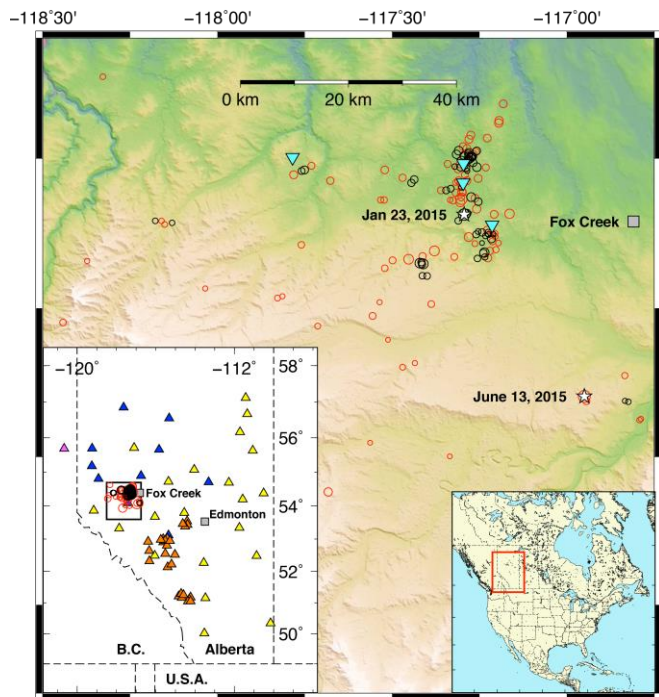 -118°30' -118°00' -117°30' -117°00'
0 km 20 km 40 km
Jan 23, 2015
Fox Creek
June 13, 2015
-120° -112°
58°
56°
54°
52°
50°
Fox Creek
Edmonton
B.C. Alberta
U.S.A.